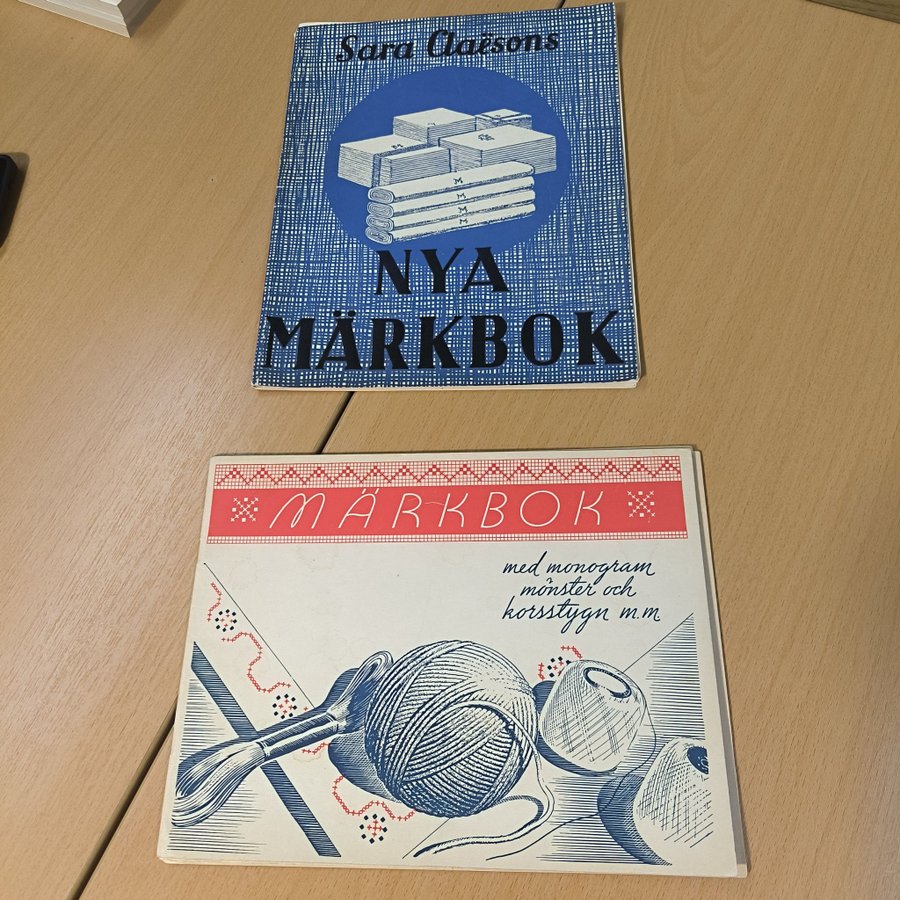 Sara Claësons
NYA
MÄRKBOK
MÄRKBOK
med monogram
mönster och
korsstygn m.m